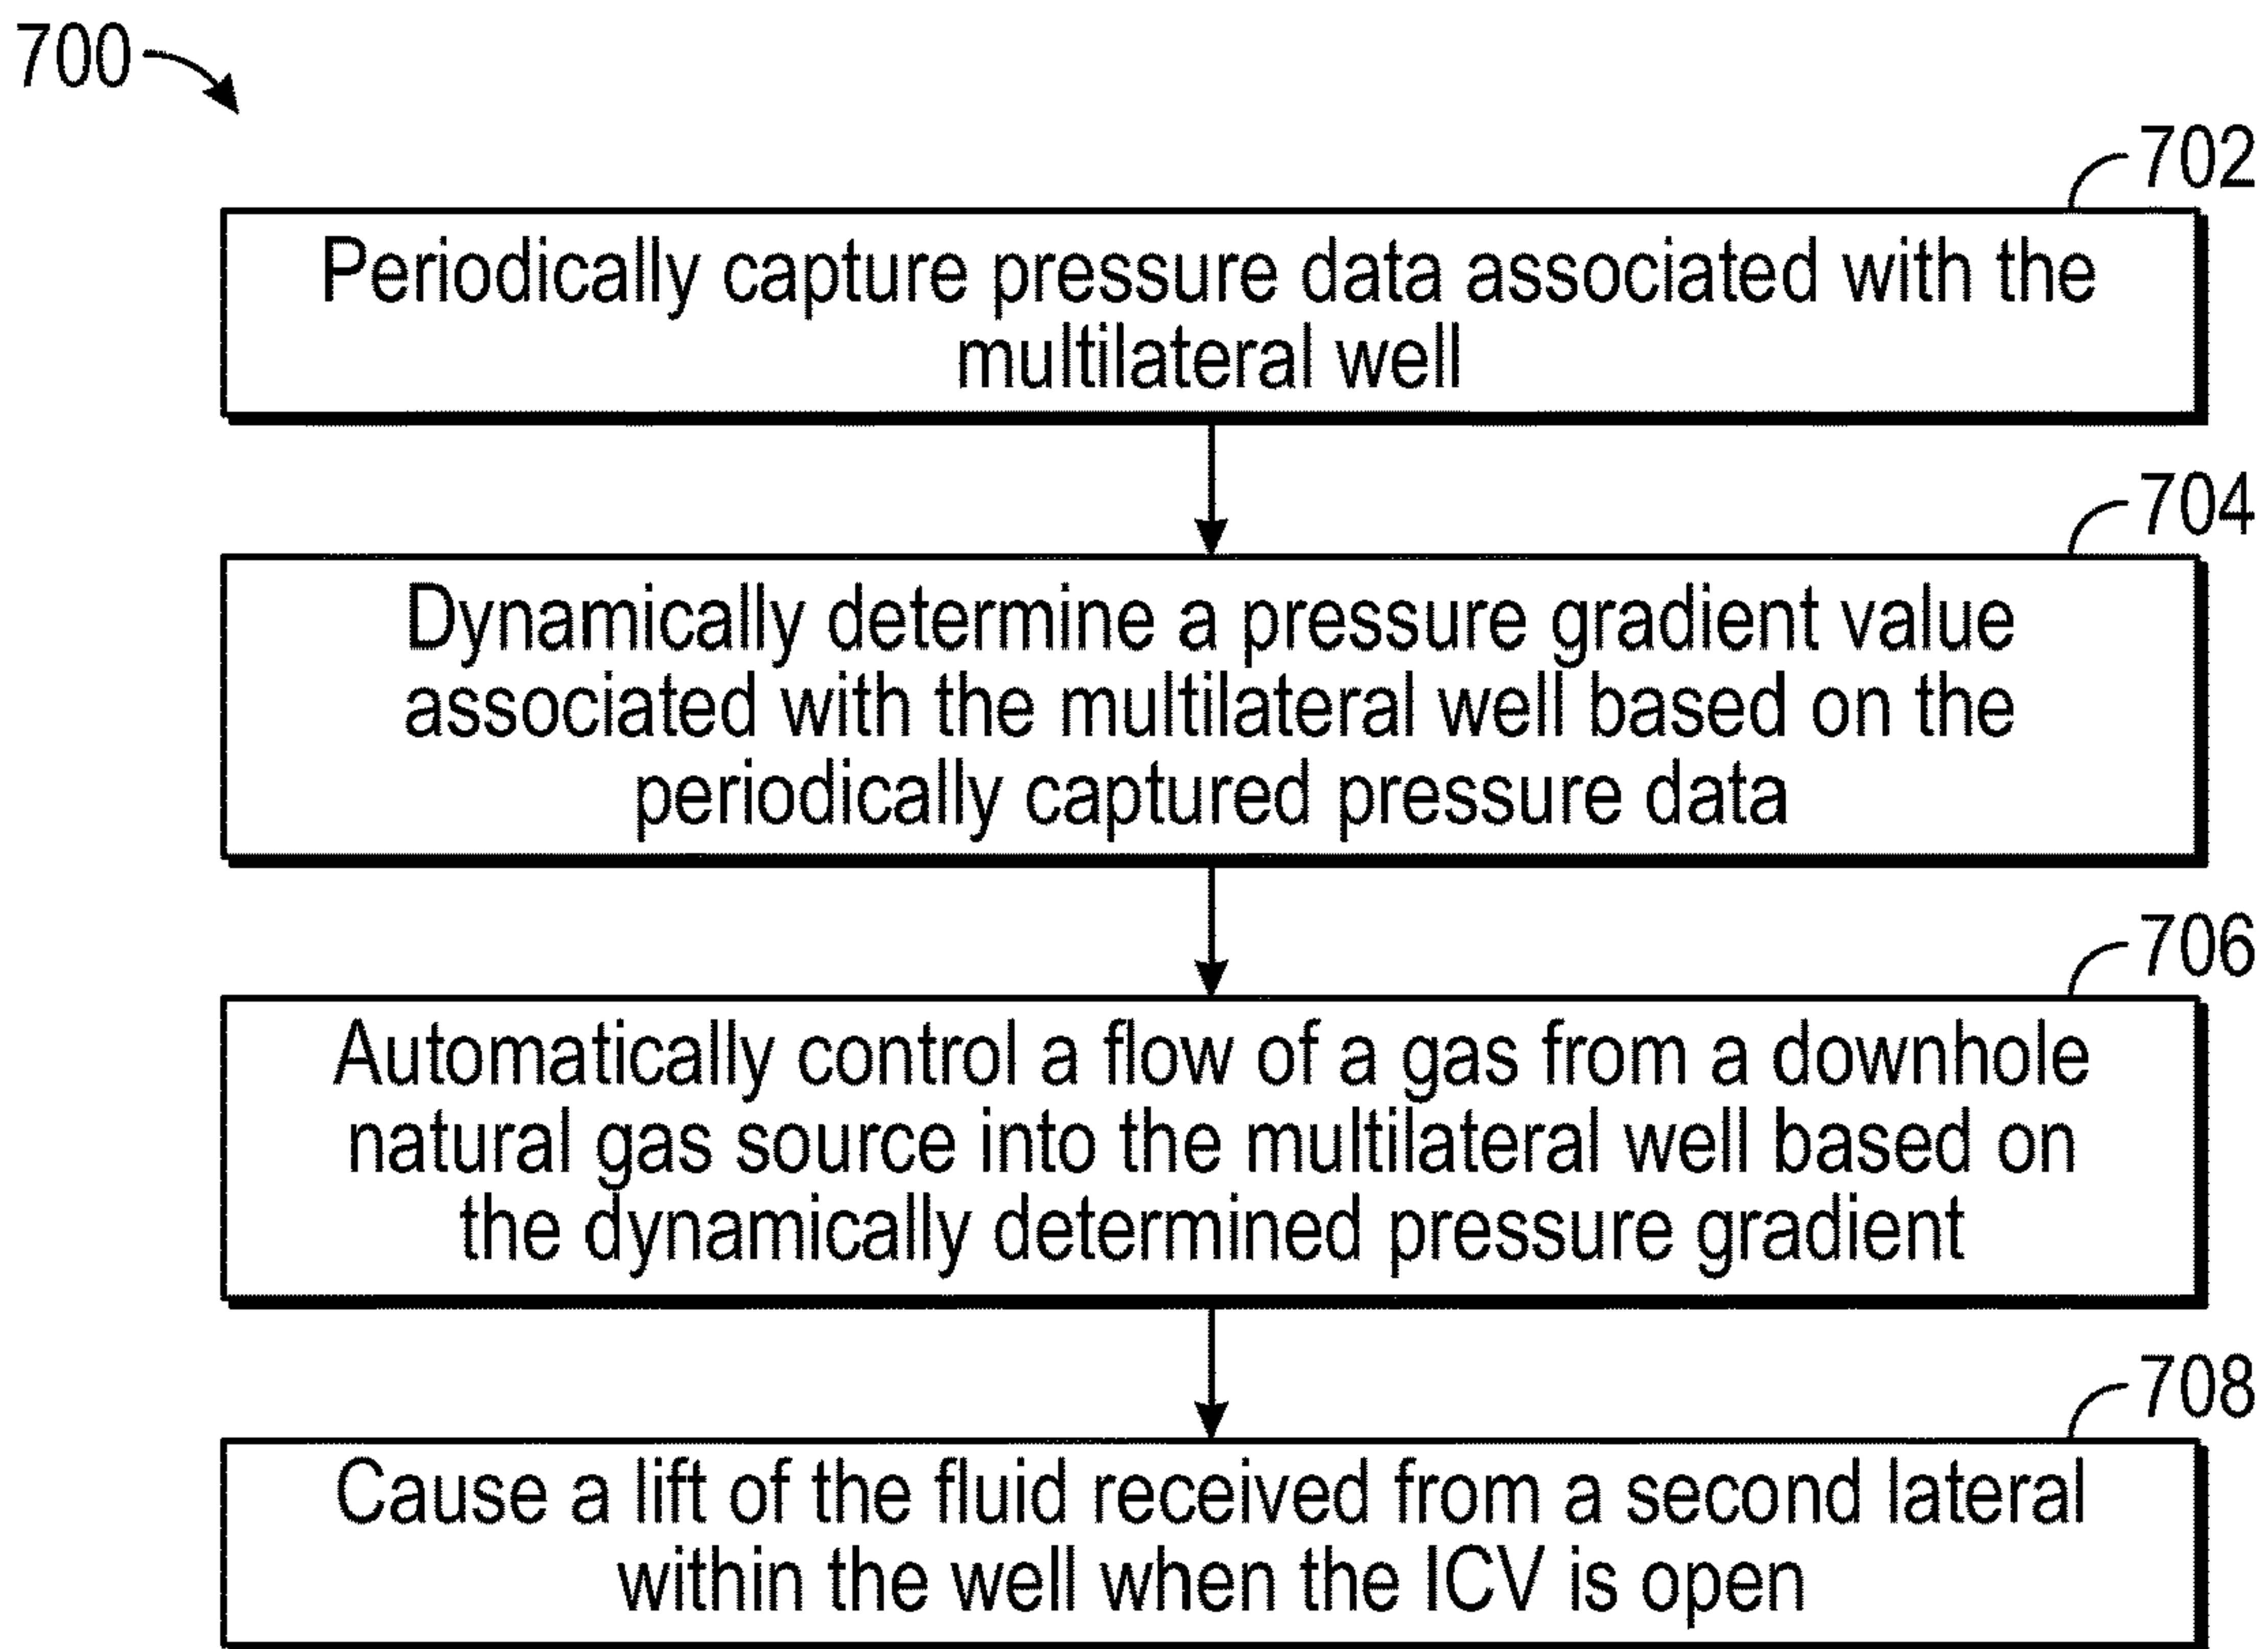 700
702
Periodically capture pressure data associated with the
multilateral well
704
Dynamically determine a pressure gradient value
associated with the multilateral well based on the
periodically captured pressure data
706
Automatically control a flow of a gas from a downhole
natural gas source into the multilateral well based on
the dynamically determined pressure gradient
708
Cause a lift of the fluid received from a second lateral
within the well when the ICV is open